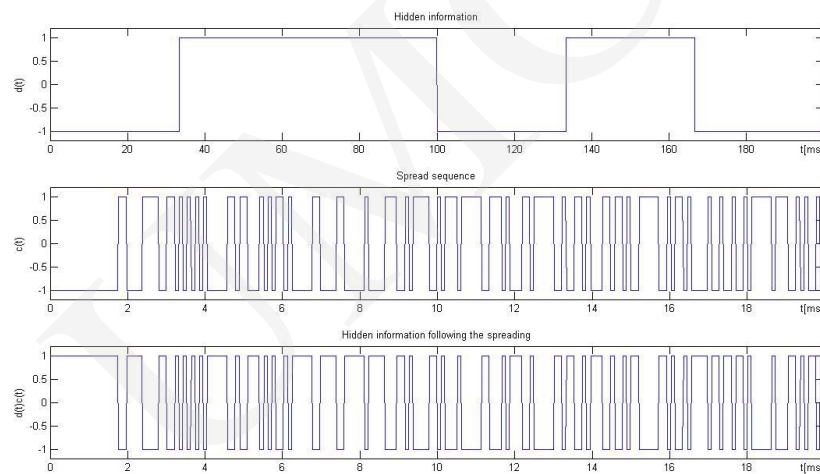 Hidden information
1
0.5
0
-0.5
-1
d(t)
0 20 40 60 80 100 120 140 160 180 t[ms
Spread sequence
1
0.5
0
-0.5
-1
c(t)
0 2 4 6 8 10 12 14 16 18 t[ms
Hidden information following the spreading
1
0.5
0
-0.5
-1
d(t)c(t)
0 2 4 6 8 10 12 14 16 18 t[ms
UMC